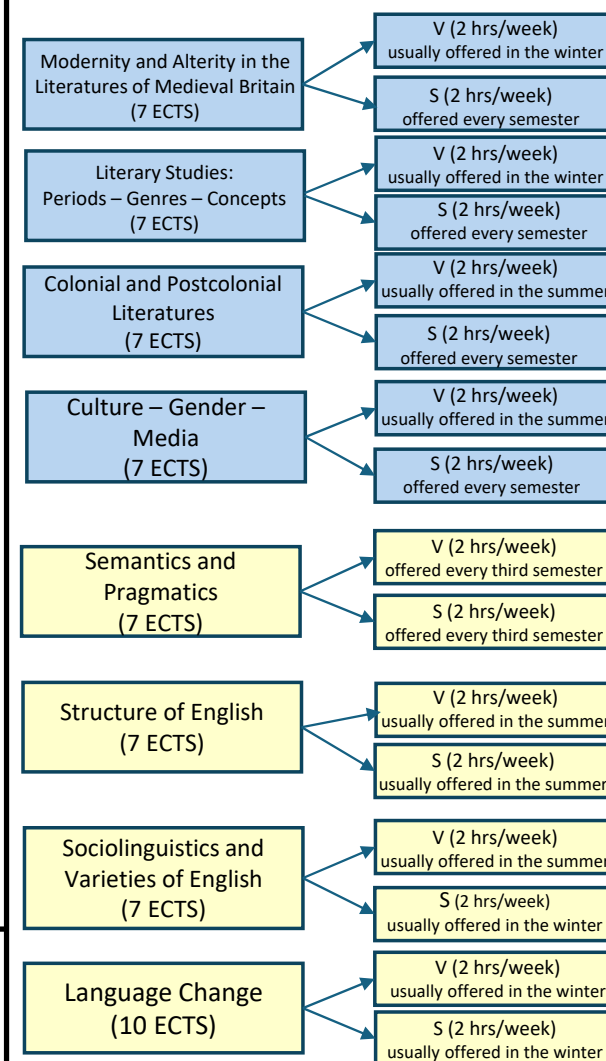 Modernity and Alterity in the
Literatures of Medieval Britain
(7 ECTS)
V (2 hrs/week)
usually offered in the winter
S (2 hrs/week)
offered every semester
Literary Studies:
Periods – Genres – Concepts
(7 ECTS)
V (2 hrs/week)
usually offered in the winter
S (2 hrs/week)
offered every semester
Colonial and Postcolonial
Literatures
(7 ECTS)
V (2 hrs/week)
usually offered in the summer
S (2 hrs/week)
offered every semester
Culture – Gender –
Media
(7 ECTS)
V (2 hrs/week)
usually offered in the summer
S (2 hrs/week)
offered every semester
Semantics and
Pragmatics
(7 ECTS)
V (2 hrs/week)
offered every third semester
S (2 hrs/week)
offered every third semester
Structure of English
(7 ECTS)
V (2 hrs/week)
usually offered in the summer
S (2 hrs/week)
usually offered in the summer
Sociolinguistics and
Varieties of English
(7 ECTS)
V (2 hrs/week)
usually offered in the summer
S (2 hrs/week)
usually offered in the winter
Language Change
(10 ECTS)
V (2 hrs/week)
usually offered in the winter
S (2 hrs/week)
usually offered in the winter